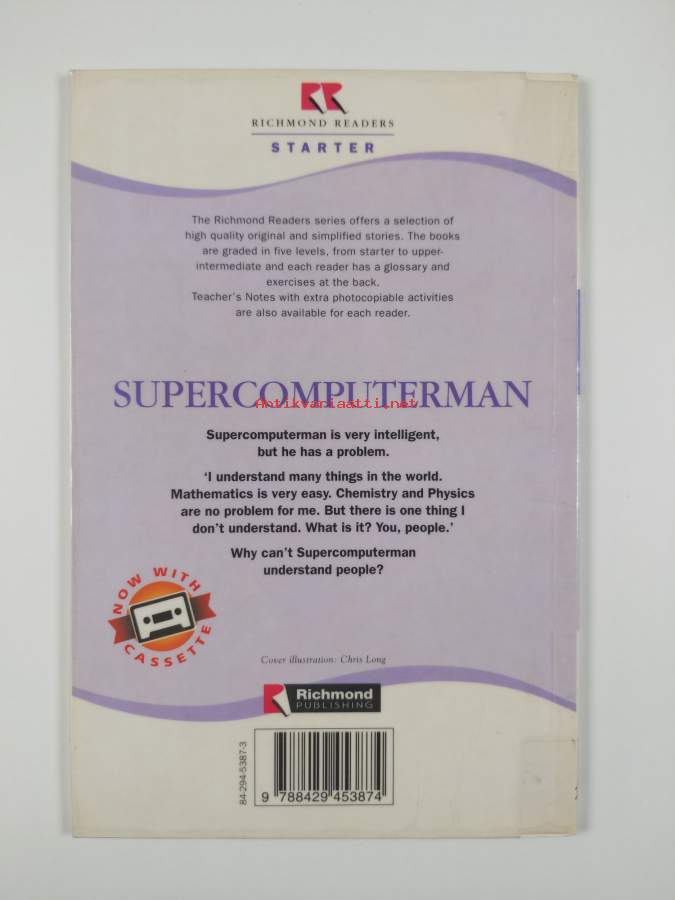 RICHMOND READERS
STARTER
The Richmond Readers series offers a selection of
high quality original and simplified stories. The books
are graded in five levels, from starter to upper-
intermediate and each reader has a glossary and
exercises at the back.
Teacher's Notes with extra photocopiable activities
are also available for each reader.
SUPERCOMPUTERMAN
Antikvariaatti.net
Supercomputerman is very intelligent,
but he has a problem.
'I understand many things in the world.
Mathematics is very easy. Chemistry and Physics
are no problem for me. But there is one thing I
don't understand. What is it? You, people.'
Why can't Supercomputerman
understand people?
NOW WITH
CASSETTE
Cover illustration: Chris Long
Richmond
PUBLISHING
84-294-5387-3
9 788429 453874